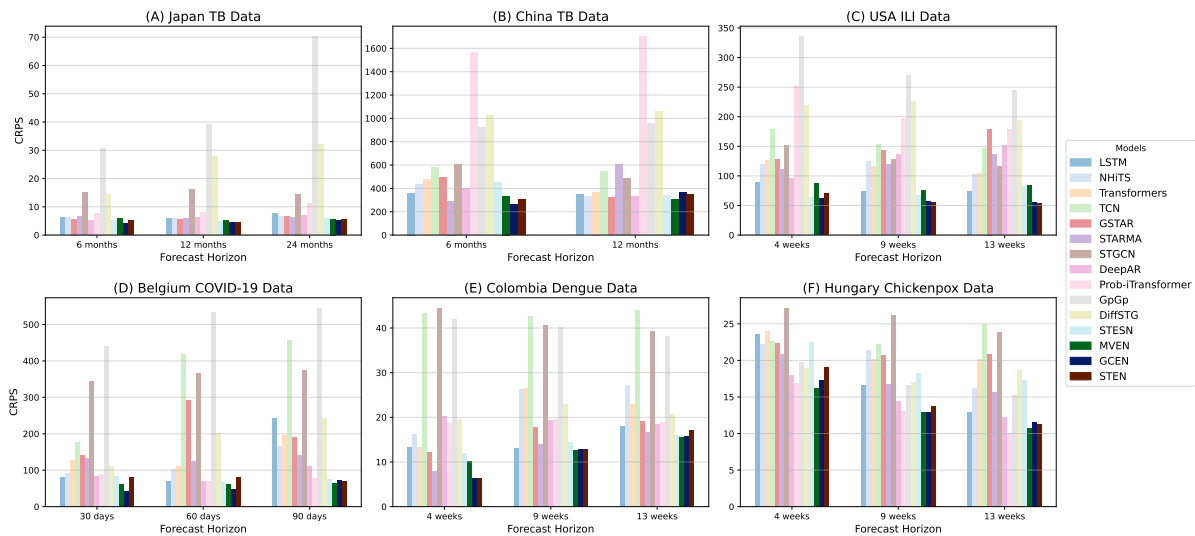 (A) Japan TB Data
CRPS
70
60
50
40
30
20
10
0
6 months
12 months
24 months
Forecast Horizon
(B) China TB Data
1600
1400
1200
1000
800
600
400
200
0
6 months
12 months
Forecast Horizon
(C) USA ILI Data
350
300
250
200
150
100
50
0
4 weeks
9 weeks
13 weeks
Forecast Horizon
(D) Belgium COVID-19 Data
CRPS
500
400
300
200
100
0
30 days
60 days
90 days
Forecast Horizon
(E) Colombia Dengue Data
40
30
20
10
0
4 weeks
9 weeks
13 weeks
Forecast Horizon
(F) Hungary Chickenpox Data
25
20
15
10
5
0
4 weeks
9 weeks
13 weeks
Forecast Horizon
Models
LSTM
NHiTS
Transformers
TCN
GSTAR
STARMA
STGCN
DeepAR
Prob-iTransformer
GpGp
DiffSTG
STESN
MVEN
GCEN
STEN